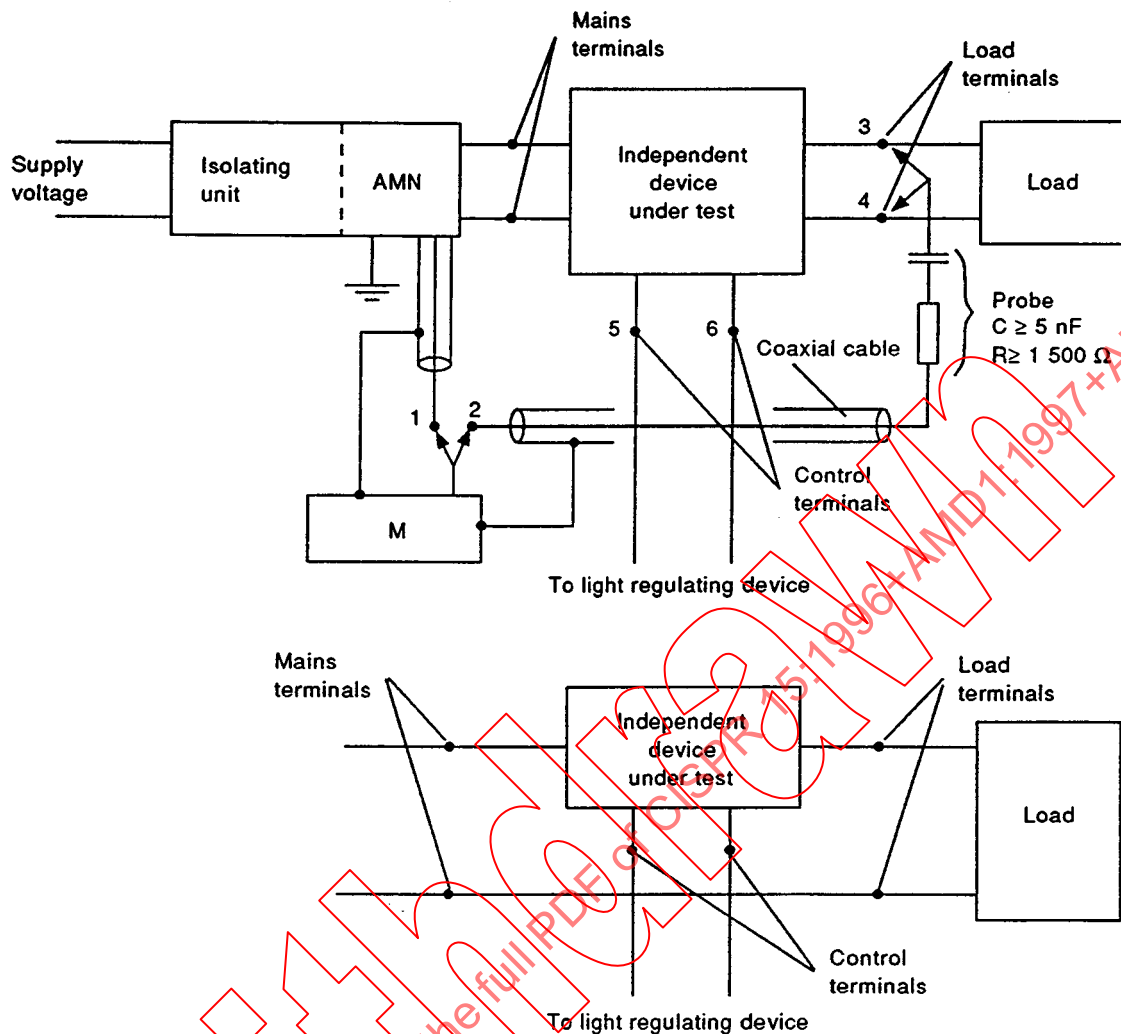 Mains
terminals
Load
terminals
Supply
voltage
Isolating
unit
AMN
Independent
device
under test
3
4
Load
Probe
C ≥ 5 nF
R≥ 1 500 Ω
5
6
Coaxial cable
1
2
M
Control
terminals
To light regulating device
Mains
terminals
Load
terminals
Independent
device
under test
Load
Control
terminals
To light regulating device
the full PDF of CISPR 15:1996+AMD1:1997+A